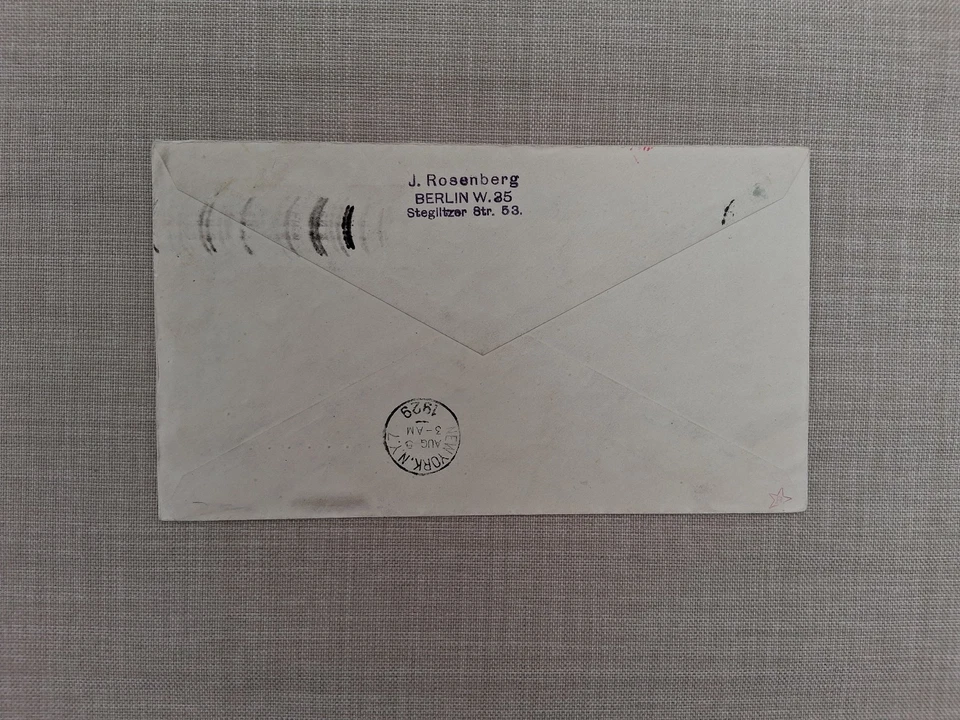 J. Rosenberg
BERLIN W.35
Steglitzer Str. 53.
NEW YORK, N.Y.
AUG 5
3-AM
1929